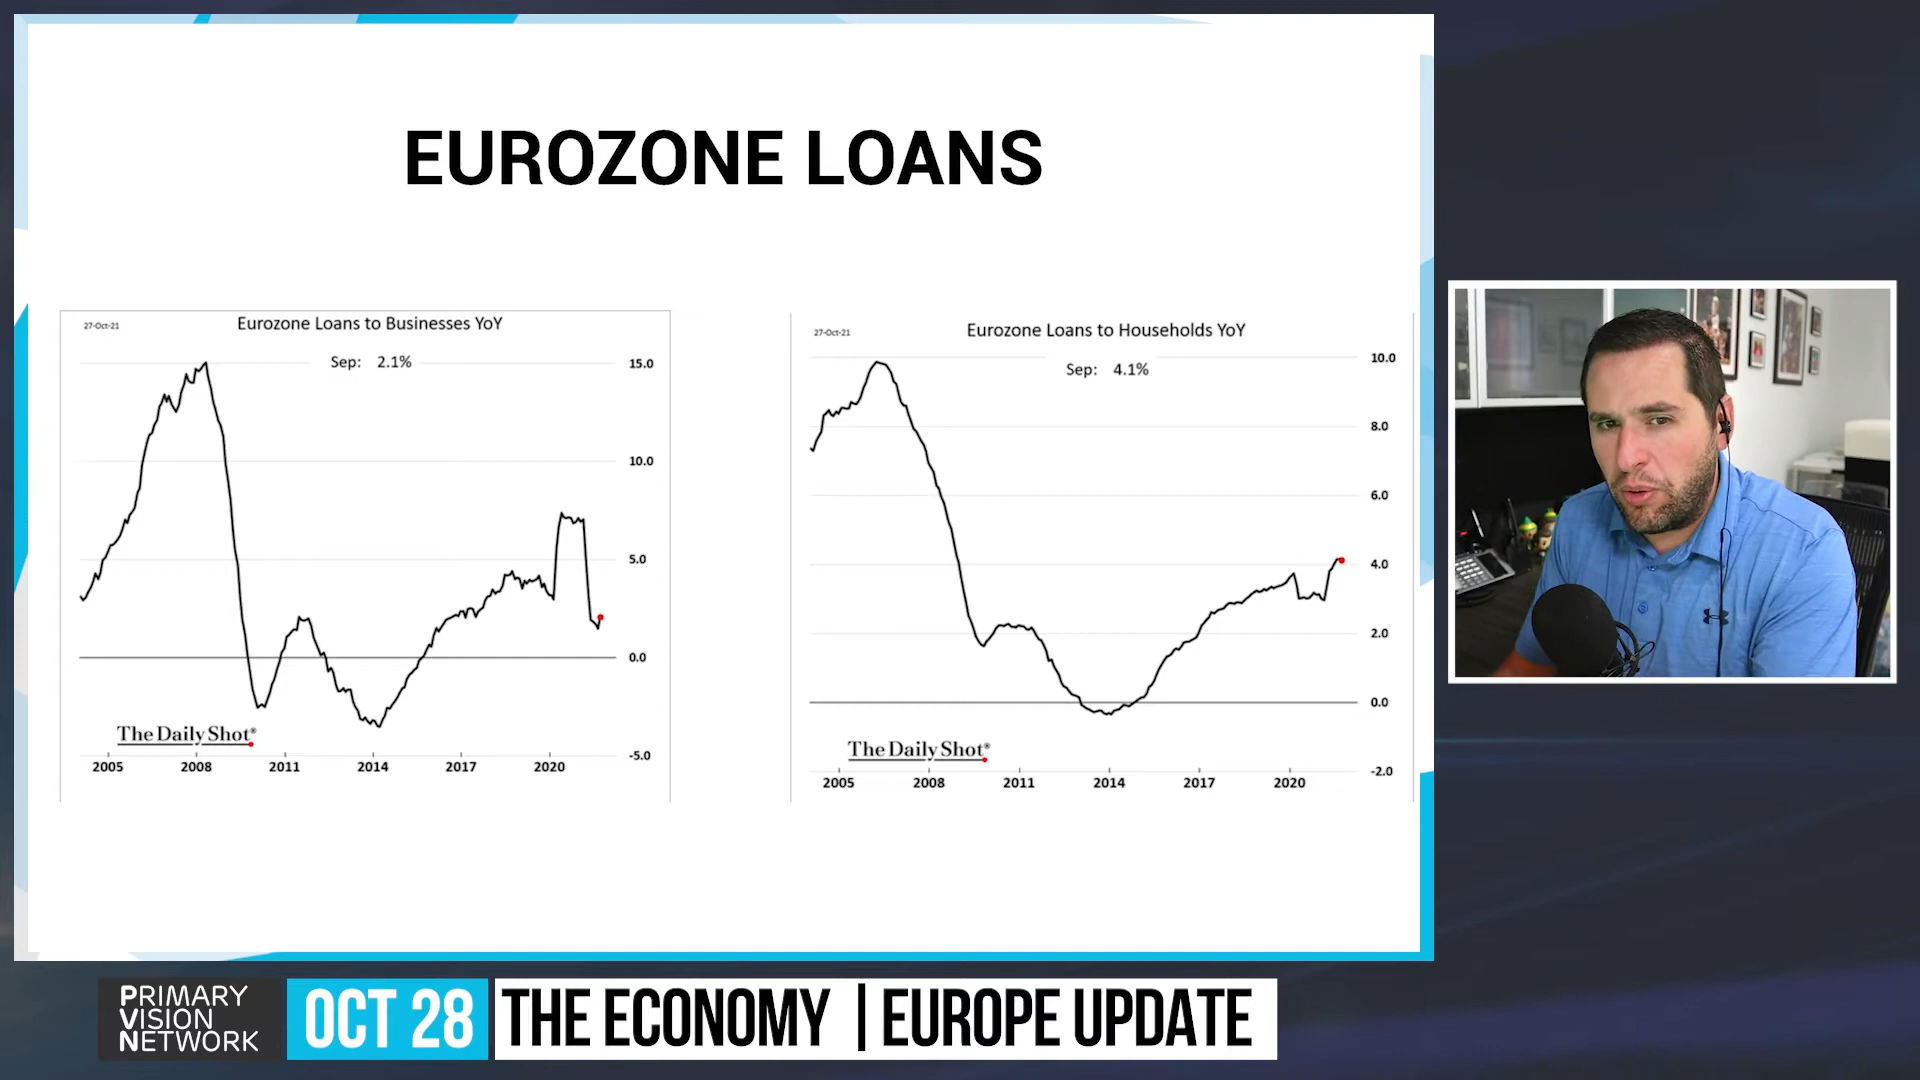 EUROZONE LOANS
27-Oct-21
Eurozone Loans to Businesses YoY
Sep: 2.1%
15.0
10.0
5.0
0.0
-5.0
The Daily Shot®
2005 2008 2011 2014 2017 2020
27-Oct-21
Eurozone Loans to Households YoY
Sep: 4.1%
10.0
8.0
6.0
4.0
2.0
0.0
-2.0
The Daily Shot®
2005 2008 2011 2014 2017 2020
PRIMARY
VISION
NETWORK
OCT 28
THE ECONOMY | EUROPE UPDATE